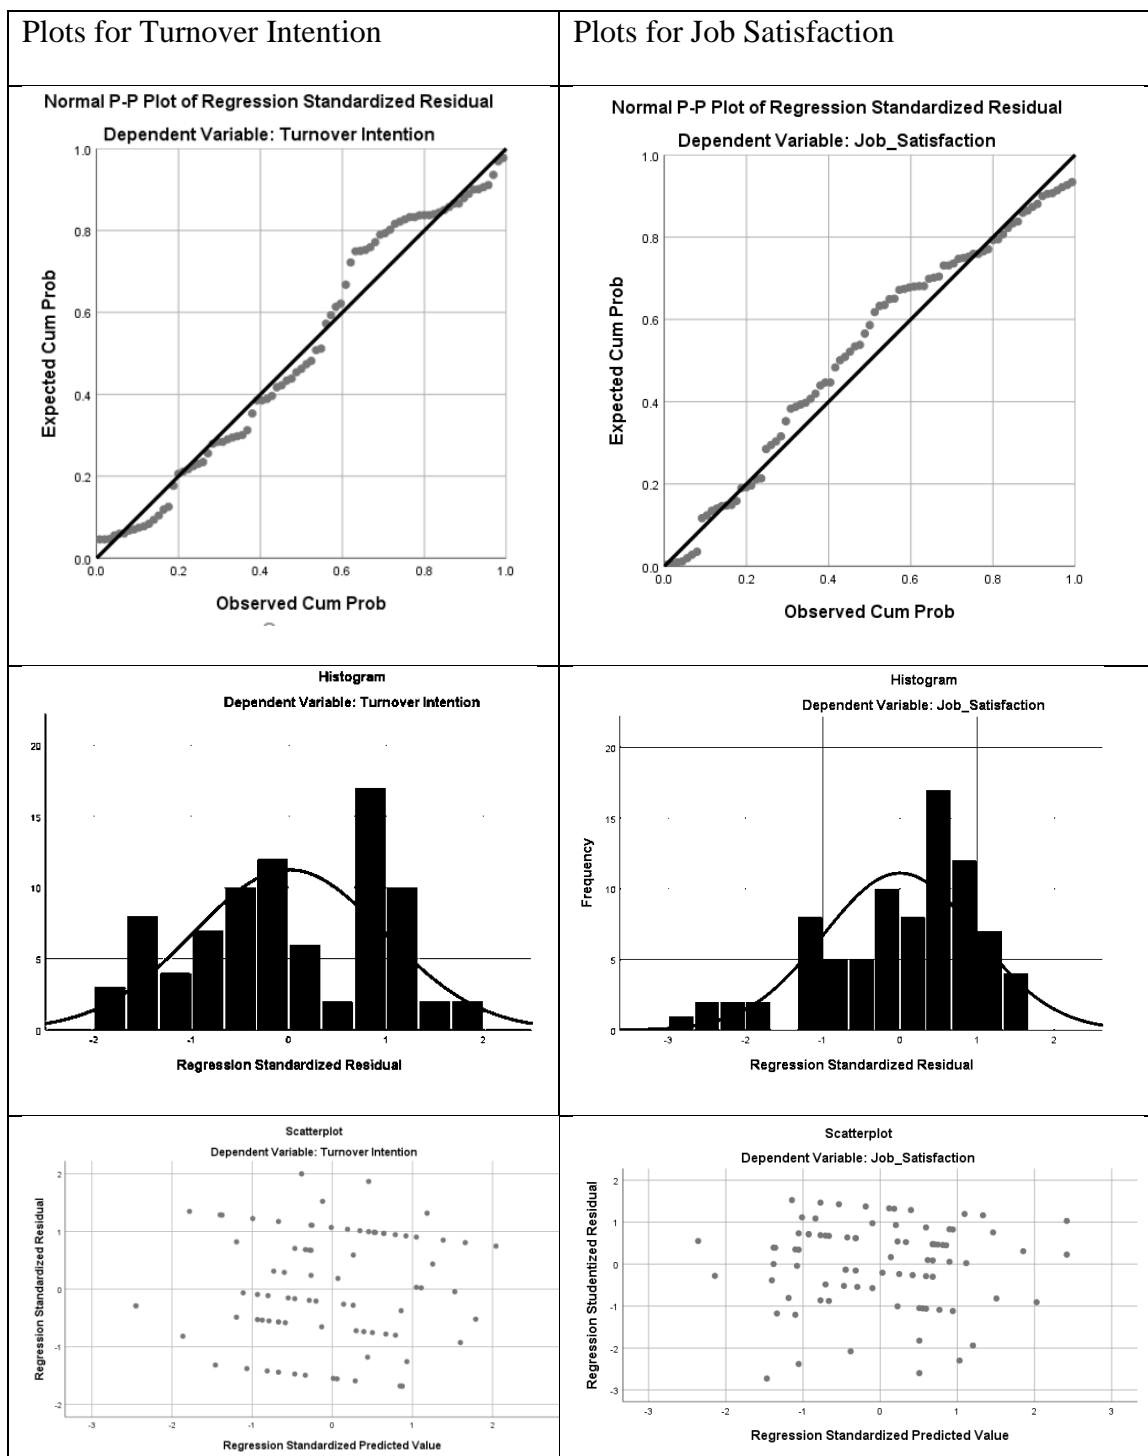 Plots for Turnover Intention
Plots for Job Satisfaction
Normal P-P Plot of Regression Standardized Residual
Dependent Variable: Turnover Intention
1.0
0.8
0.6
0.4
0.2
0.0
Expected Cum Prob
0.0 0.2 0.4 0.6 0.8 1.0
Observed Cum Prob
Normal P-P Plot of Regression Standardized Residual
Dependent Variable: Job_Satisfaction
1.0
0.8
0.6
0.4
0.2
0.0
Expected Cum Prob
0.0 0.2 0.4 0.6 0.8 1.0
Observed Cum Prob
Histogram
Dependent Variable: Turnover Intention
20
15
10
5
0
-2 -1 0 1 2
Regression Standardized Residual
Histogram
Dependent Variable: Job_Satisfaction
Frequency
20
15
10
5
0
-3 -2 -1 0 1 2
Regression Standardized Residual
Scatterplot
Dependent Variable: Turnover Intention
Regression Standardized Residual
2
1
0
-1
-2
-3 -2 -1 0 1 2
Regression Standardized Predicted Value
Scatterplot
Dependent Variable: Job_Satisfaction
Regression Studentized Residual
2
1
0
-1
-2
-3
-3 -2 -1 0 1 2 3
Regression Standardized Predicted Value